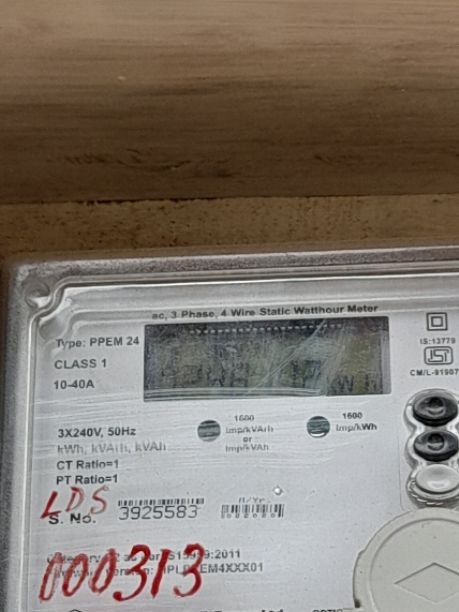 ac, 3 Phase, 4 Wire Static Watthour Meter
Type: PPEM 24
CLASS 1
10-40A
IS:13779
CM/L-81907
3X240V, 50Hz
kWh, kVArh, kVAh
CT Ratio=1
PT Ratio=1
1600
Imp/kVArh
or
Imp/kVAh
1600
Imp/kWh
LDS
S. No. 3925583
:2011
000313